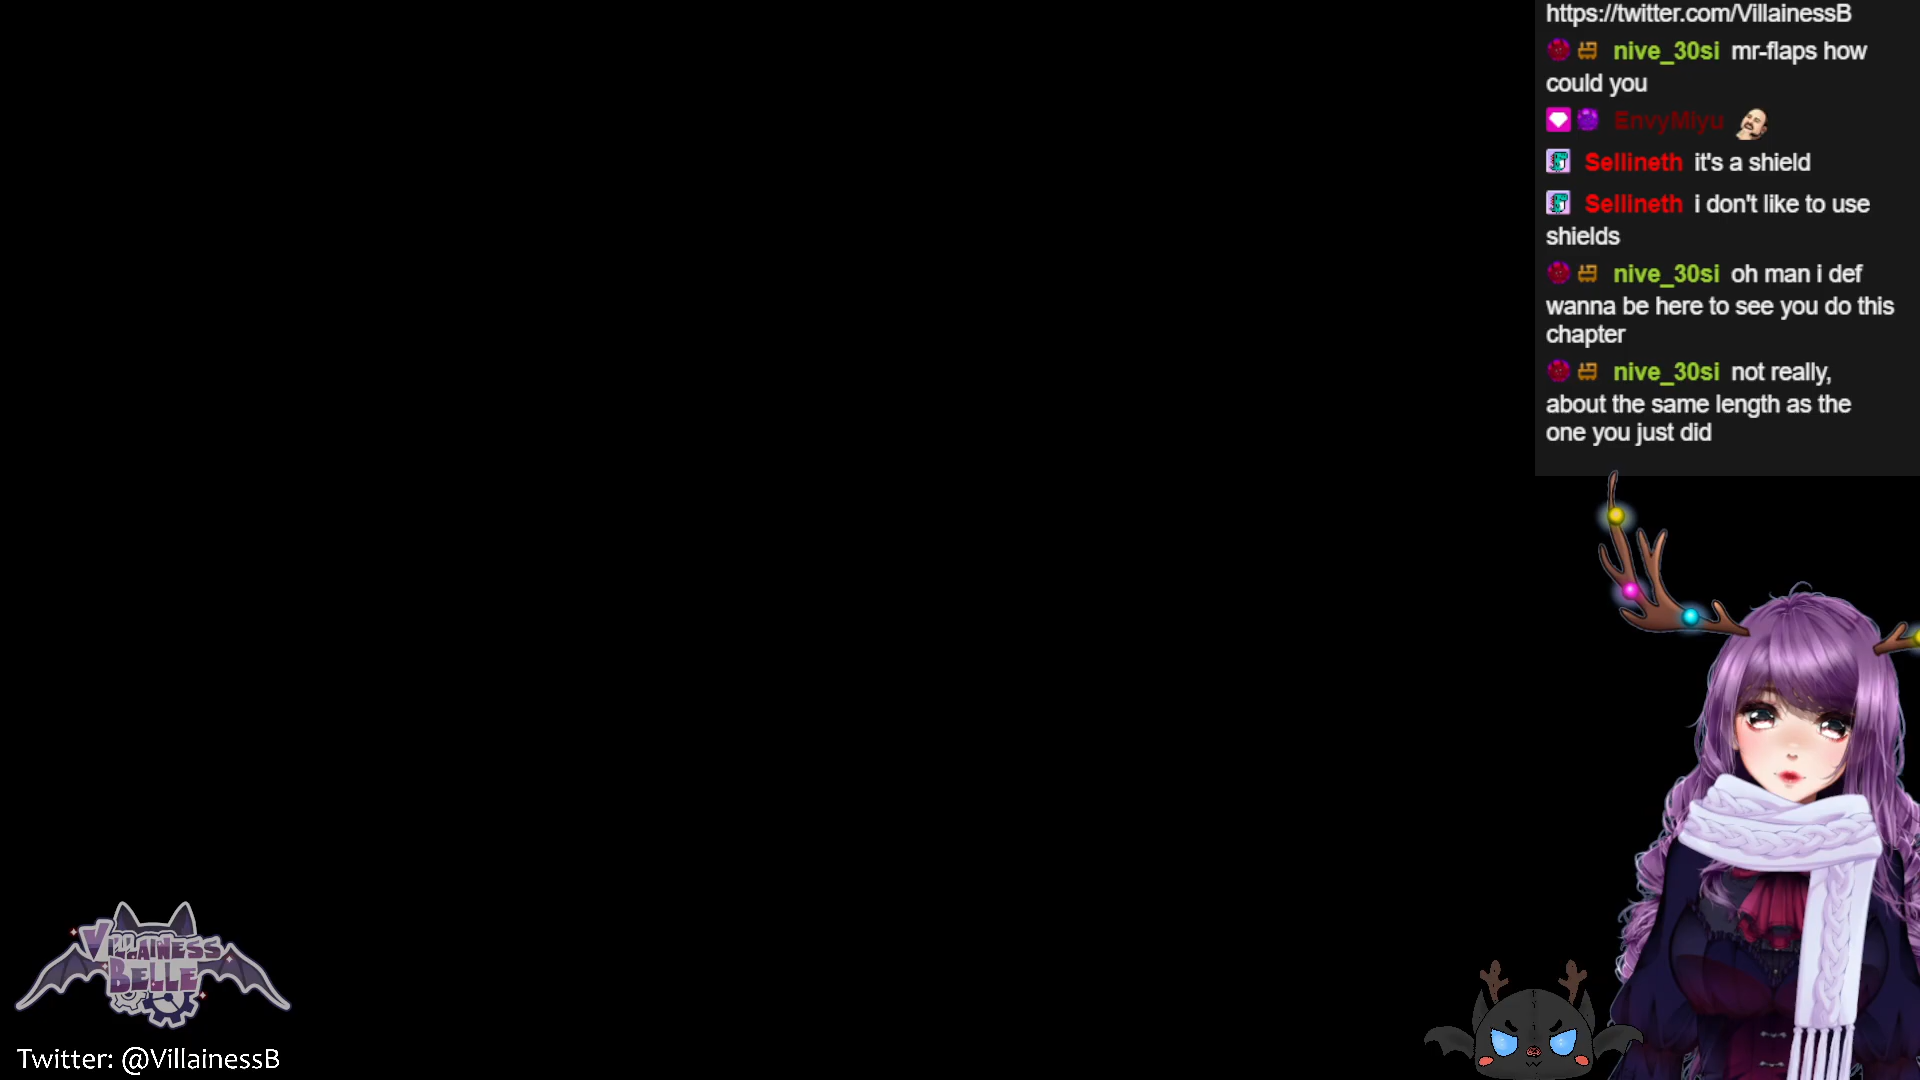 https://twitter.com/VillainessB
nive_30si mr-flaps how
could you
EnvyMiyu
Sellineth it's a shield
Sellineth i don't like to use
shields
nive_30si oh man i def
wanna be here to see you do this
chapter
nive_30si not really,
about the same length as the
one you just did
VILLAINESS
BELLE
Twitter: @VillainessB